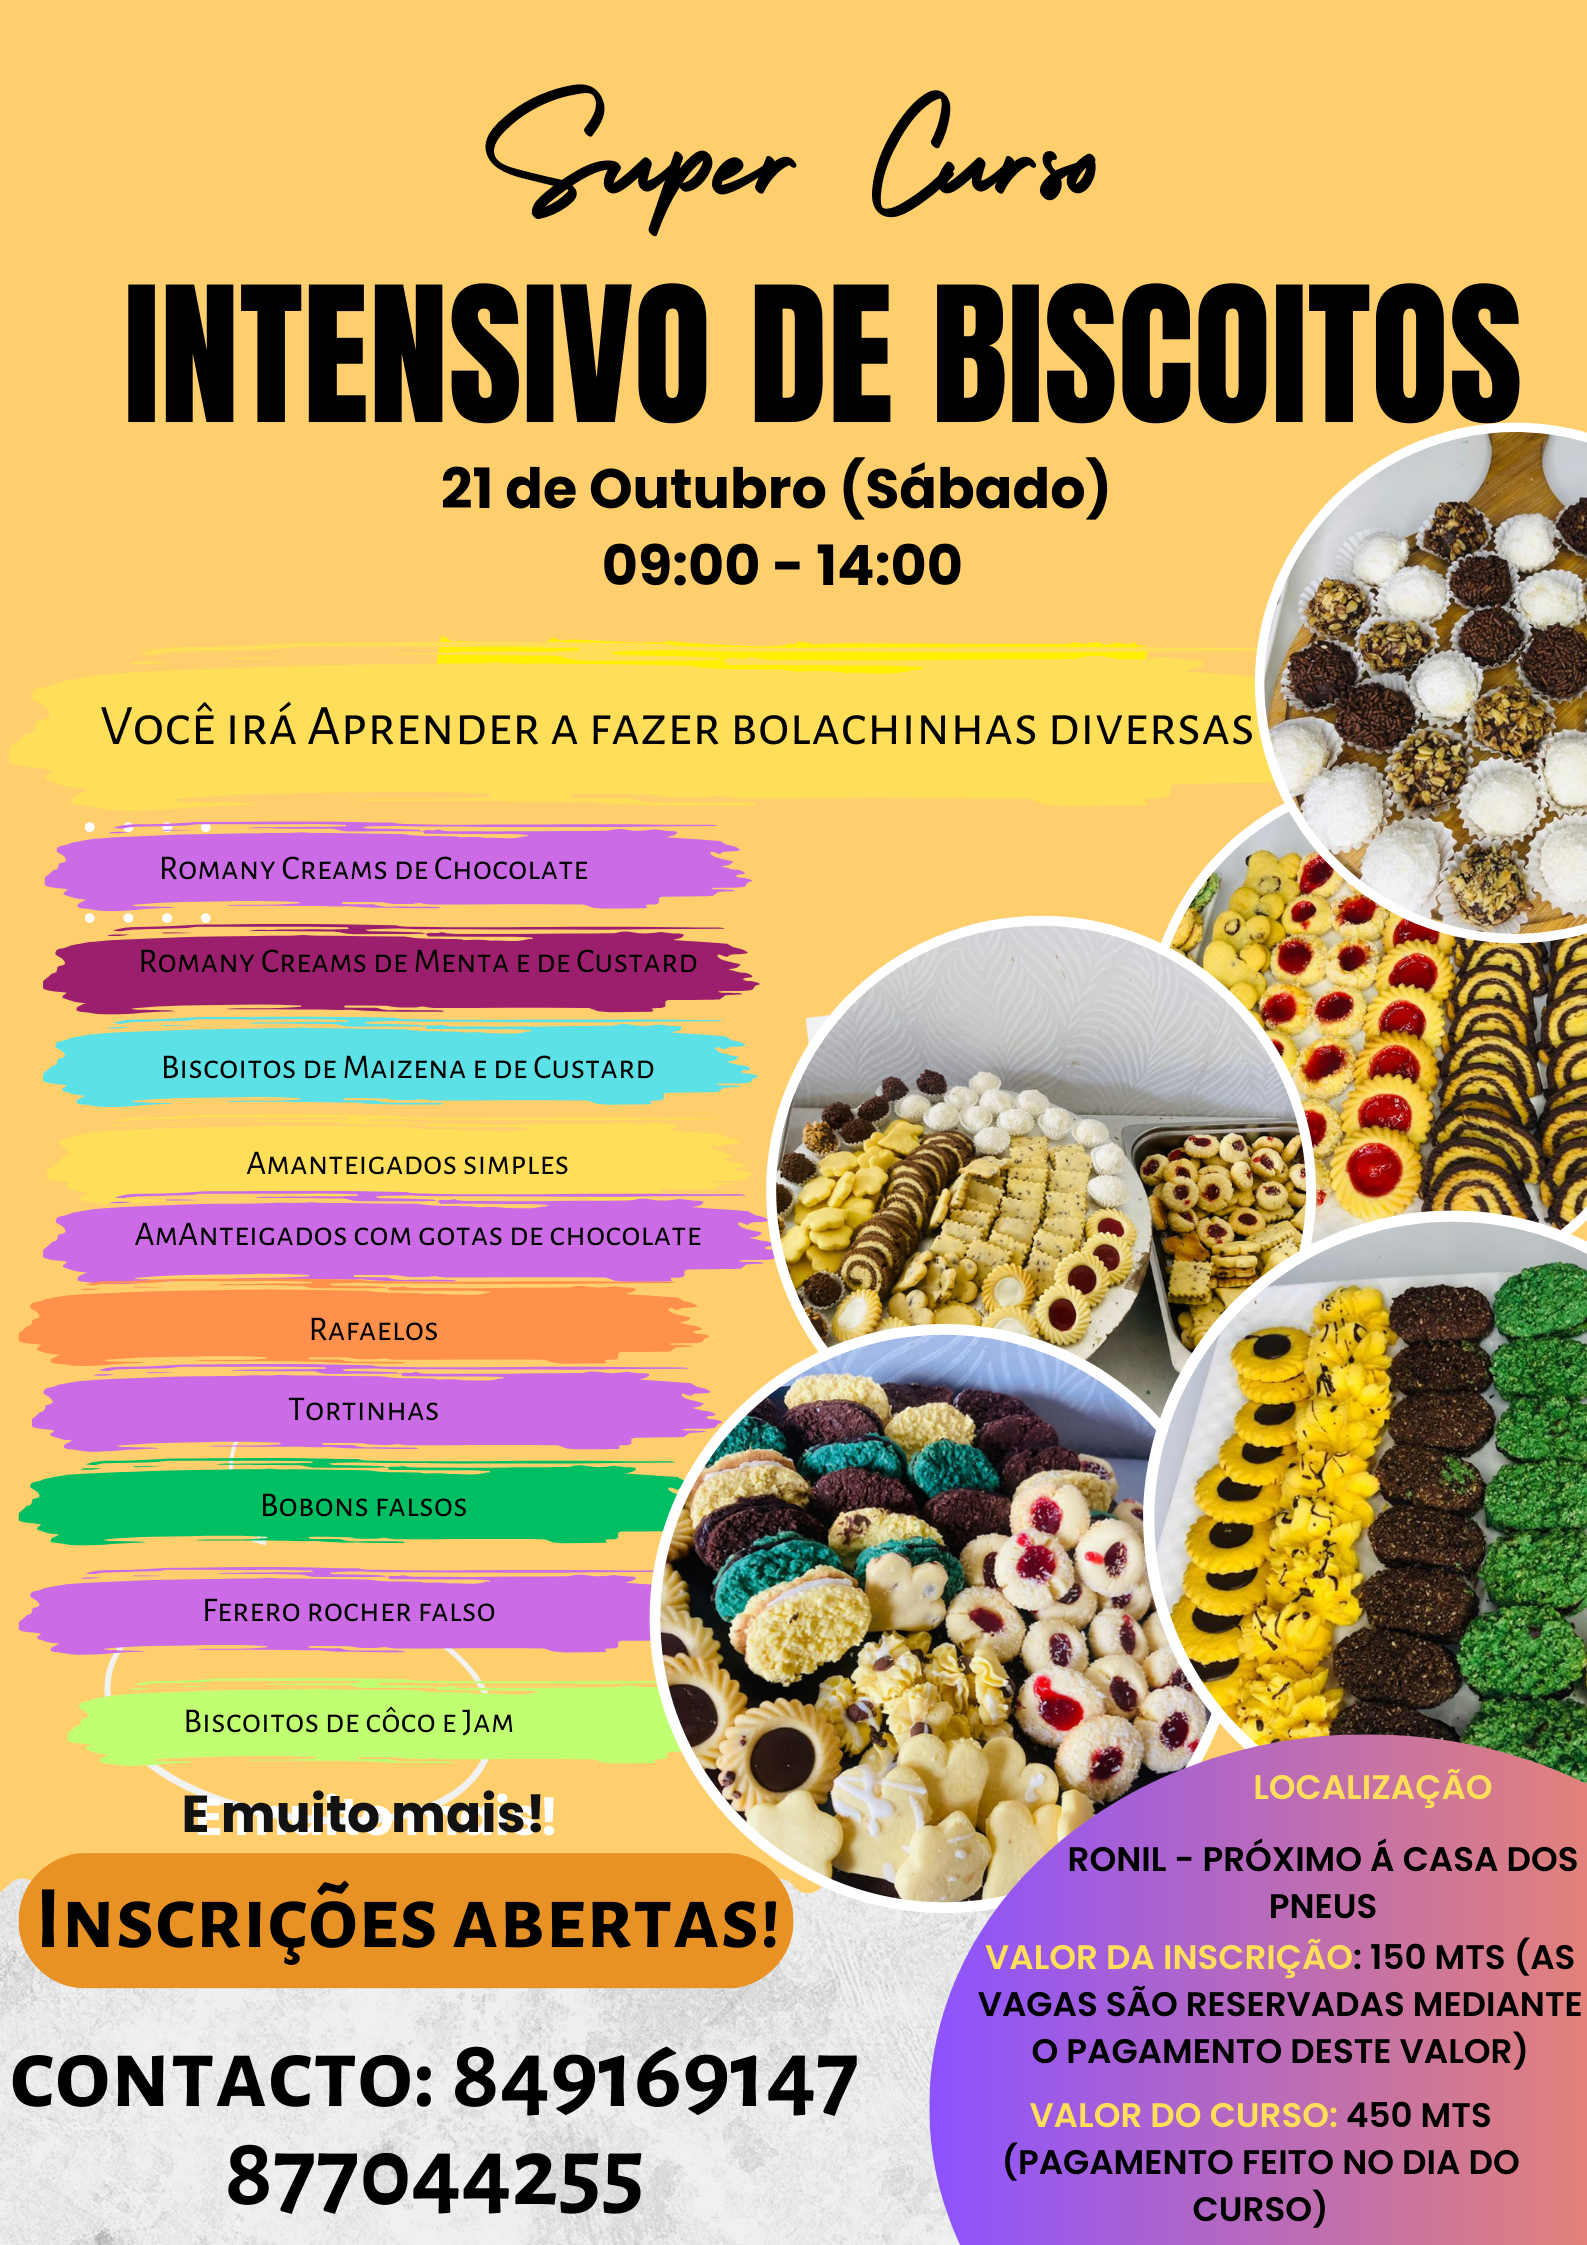 Super Curso
INTENSIVO DE BISCOITOS
21 de Outubro (Sábado)
09:00 - 14:00
Você irá Aprender a fazer bolachinhas diversas
Romany Creams de Chocolate
Romany Creams de Menta e de Custard
Biscoitos de Maizena e de Custard
Amanteigados simples
AmAnteigados com gotas de chocolate
Rafaelos
Tortinhas
Bobons falsos
Ferero rocher falso
Biscoitos de côco e Jam
E muito mais!
Inscrições abertas!
contacto: 849169147
877044255
LOCALIZAÇÃO
RONIL - PRÓXIMO Á CASA DOS
PNEUS
VALOR DA INSCRIÇÃO: 150 MTS (AS
VAGAS SÃO RESERVADAS MEDIANTE
O PAGAMENTO DESTE VALOR)
VALOR DO CURSO: 450 MTS
(PAGAMENTO FEITO NO DIA DO
CURSO)